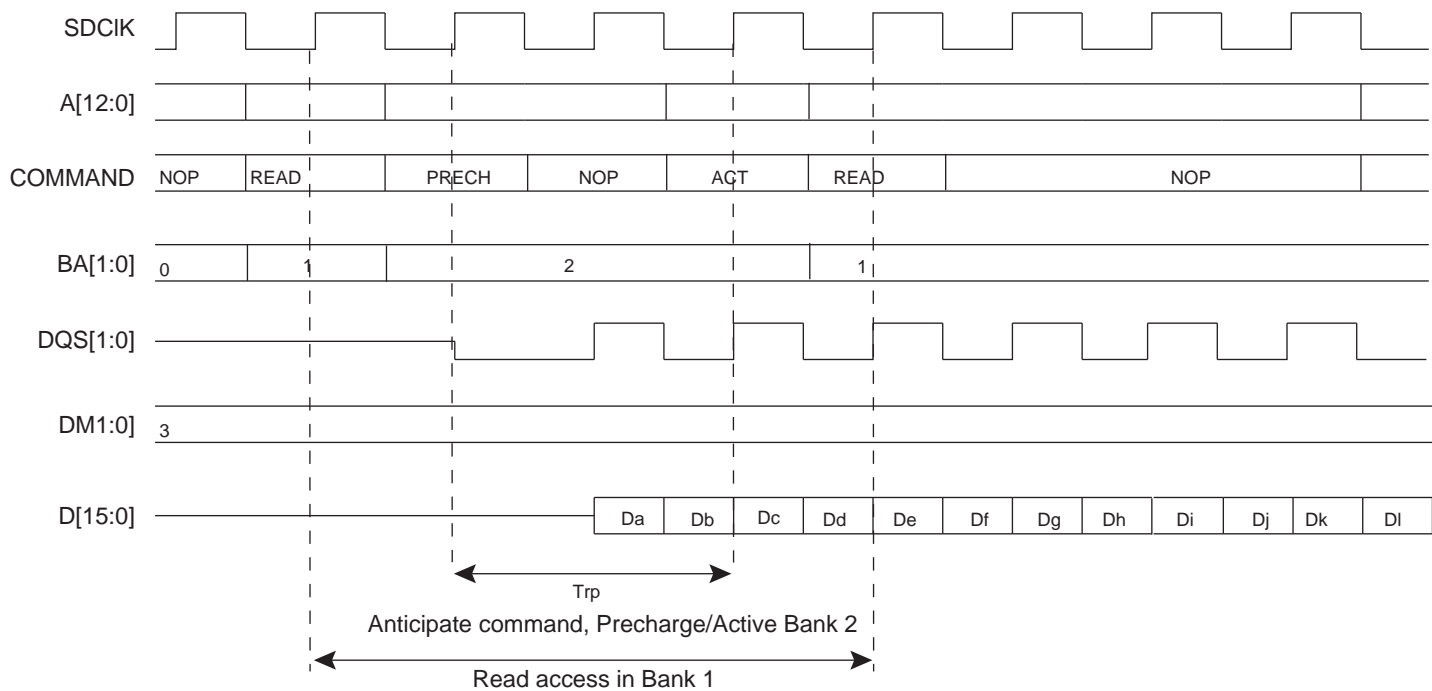 SDClK
A[12:0]
COMMAND NOP READ PRECH NOP ACT READ NOP
BA[1:0] 0 1 2 1
DQS[1:0]
DM1:0] 3
D[15:0] Da Db Dc Dd De Df Dg Dh Di Dj Dk Dl
Trp
Anticipate command, Precharge/Active Bank 2
Read access in Bank 1